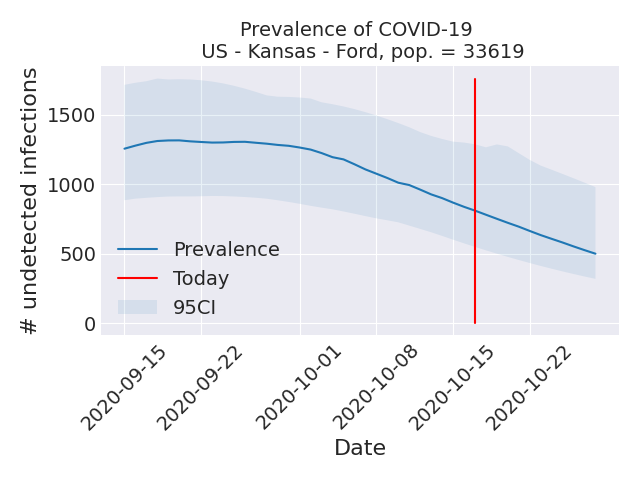 Prevalence of COVID-19
US - Kansas - Ford, pop. = 33619
# undetected infections
1500
1000
500
0
Prevalence
Today
95CI
2020-09-15
2020-09-22
2020-10-01
2020-10-08
2020-10-15
2020-10-22
Date